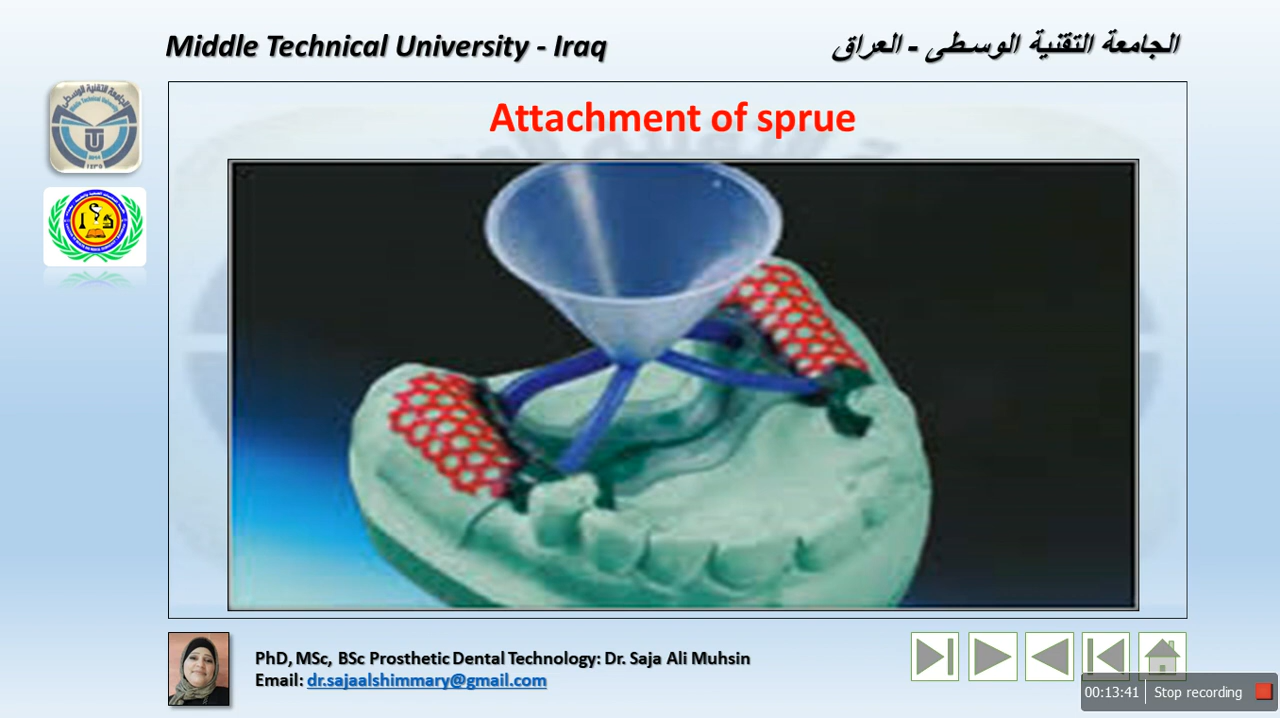 Middle Technical University - Iraq
الجامعة التقنية الوسطى - العراق
Attachment of sprue
PhD, MSc, BSc Prosthetic Dental Technology: Dr. Saja Ali Muhsin
Email: dr.sajaalshimmary@gmail.com
00:13:41 Stop recording